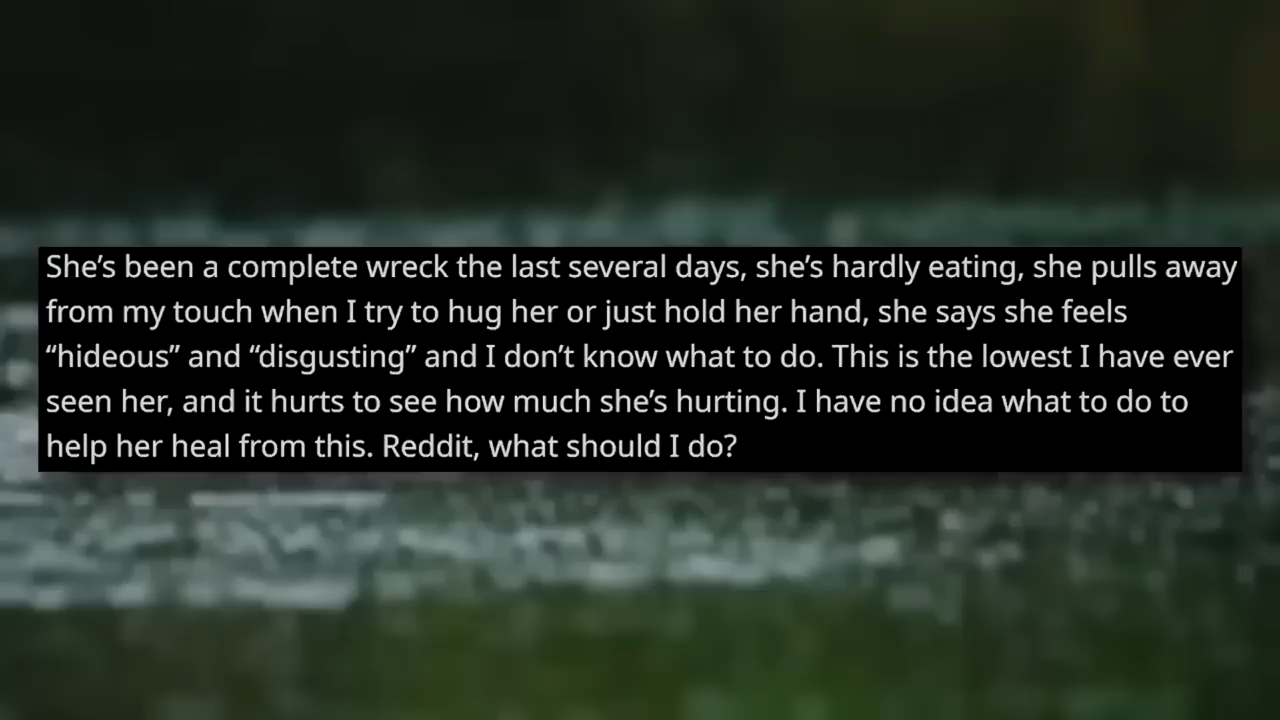 She’s been a complete wreck the last several days, she’s hardly eating, she pulls away
from my touch when I try to hug her or just hold her hand, she says she feels
“hideous” and “disgusting” and I don’t know what to do. This is the lowest I have ever
seen her, and it hurts to see how much she’s hurting. I have no idea what to do to
help her heal from this. Reddit, what should I do?